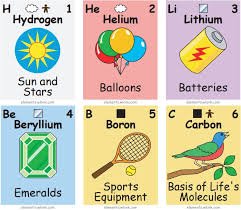 H 1
Hydrogen
Sun and
Stars
He 2
Helium
Balloons
Li 3
Lithium
Batteries
Be 4
Beryllium
Emeralds
B 5
Boron
Sports
Equipment
C 6
Carbon
Basis of Life's
Molecules